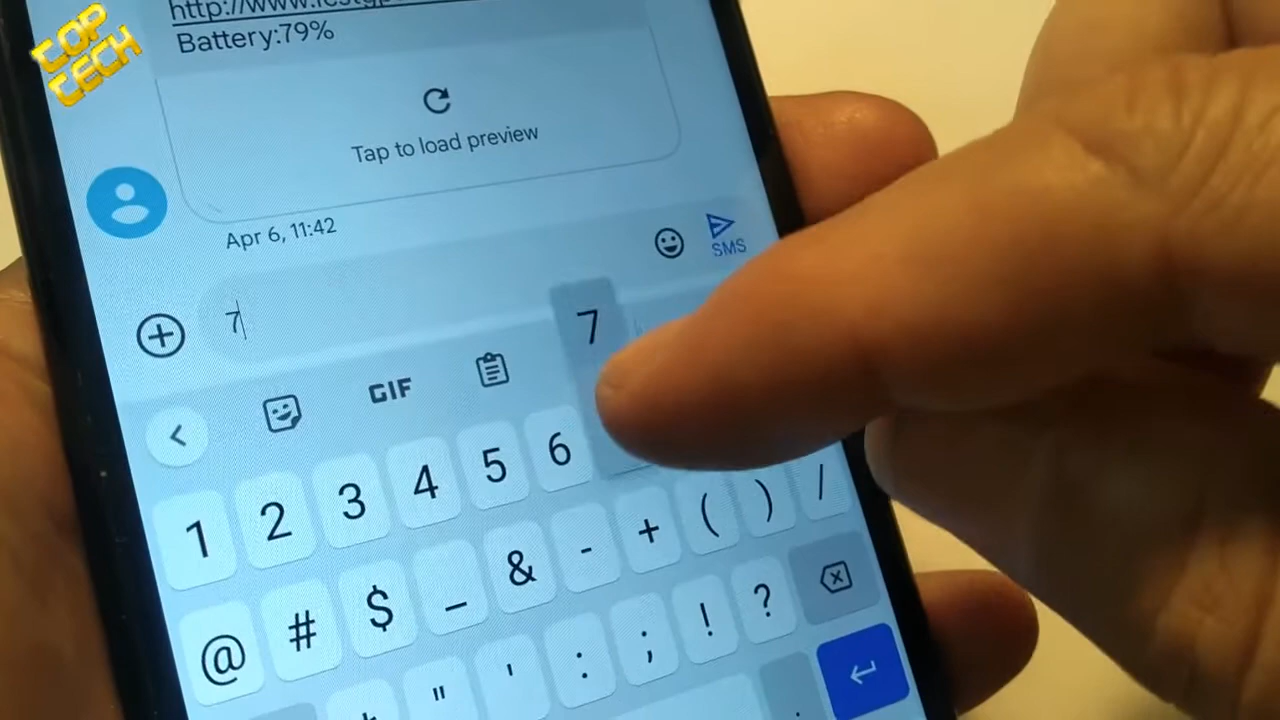 TOP
TECH
Battery:79%
Tap to load preview
Apr 6, 11:42
SMS
7
7
GIF
1 2 3 4 5 6
@ # $ _ & - + ( ) /
" ' : ; ! ?
.